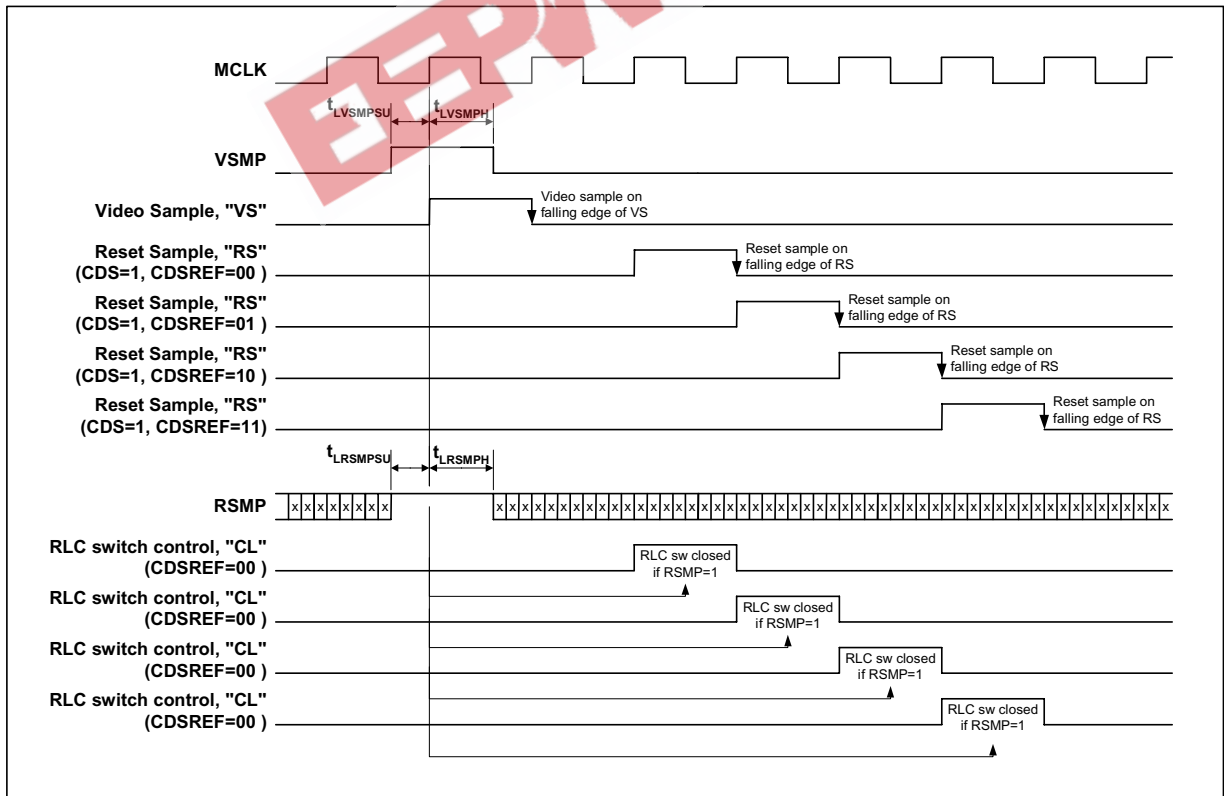 EEPW
MCLK
tLVSMPSU tLVSMPH
VSMP
Video Sample, "VS"
Video sample on
falling edge of VS
Reset Sample, "RS"
(CDS=1, CDSREF=00 )
Reset sample on
falling edge of RS
Reset Sample, "RS"
(CDS=1, CDSREF=01 )
Reset sample on
falling edge of RS
Reset Sample, "RS"
(CDS=1, CDSREF=10 )
Reset sample on
falling edge of RS
Reset Sample, "RS"
(CDS=1, CDSREF=11)
Reset sample on
falling edge of RS
tLRSMPSU tLRSMPH
RSMP
x x x x x x x x x x x x x x x x x x x x x x x x x x x x x x x x x x x x x x x x x x x x x x x
RLC switch control, "CL"
(CDSREF=00 )
RLC sw closed
if RSMP=1
RLC switch control, "CL"
(CDSREF=00 )
RLC sw closed
if RSMP=1
RLC switch control, "CL"
(CDSREF=00 )
RLC sw closed
if RSMP=1
RLC switch control, "CL"
(CDSREF=00 )
RLC sw closed
if RSMP=1